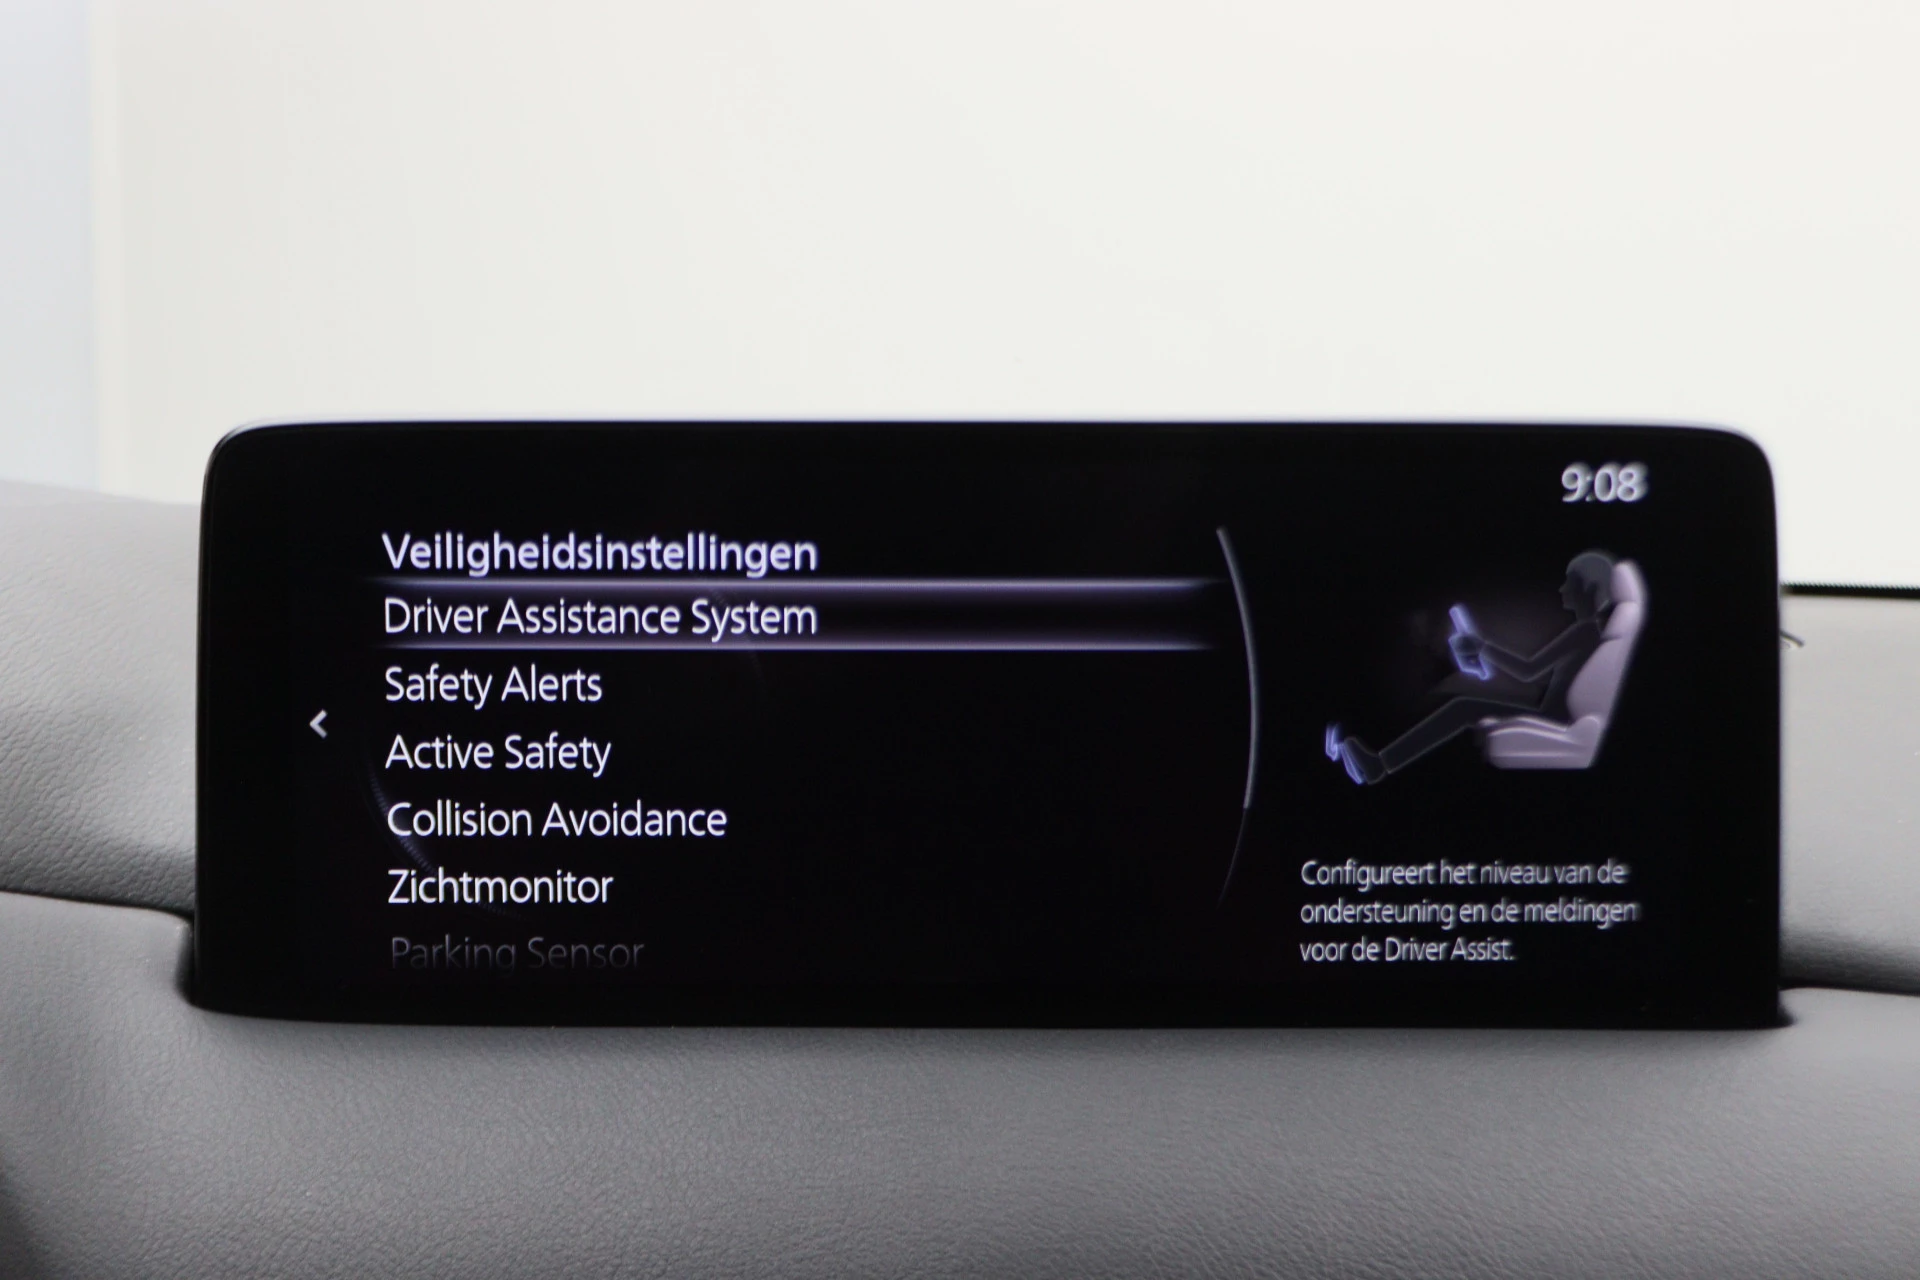 9:08
Veiligheidsinstellingen
Driver Assistance System
Safety Alerts
Active Safety
Collision Avoidance
Zichtmonitor
Parking Sensor
Configureert het niveau van de
ondersteuning en de meldingen
voor de Driver Assist.